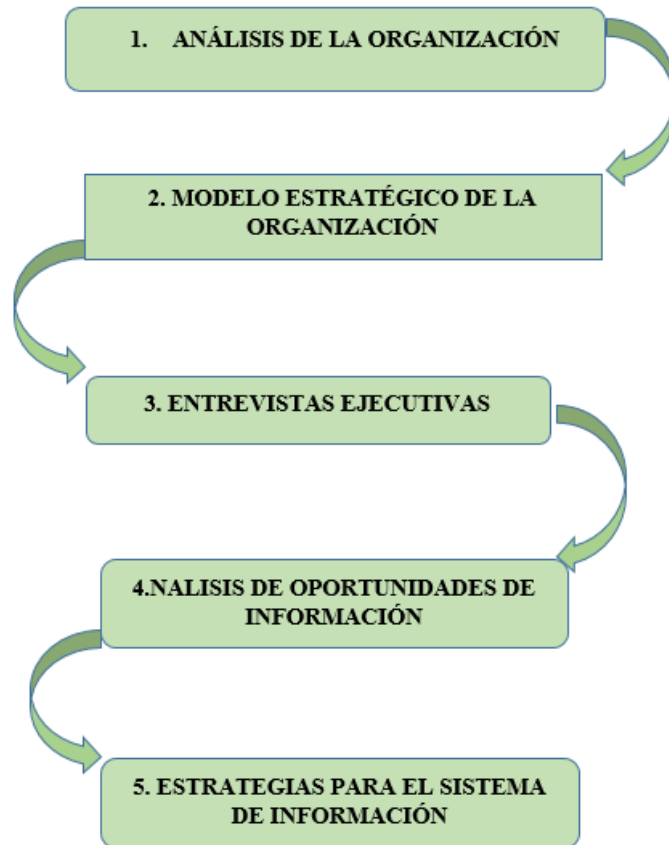 1. ANÁLISIS DE LA ORGANIZACIÓN
2. MODELO ESTRATÉGICO DE LA
ORGANIZACIÓN
3. ENTREVISTAS EJECUTIVAS
4.NALISIS DE OPORTUNIDADES DE
INFORMACIÓN
5. ESTRATEGIAS PARA EL SISTEMA
DE INFORMACIÓN